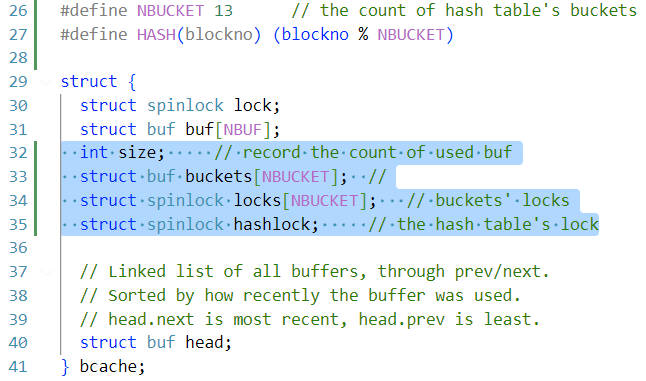 26 #define NBUCKET 13      // the count of hash table's buckets
27 #define HASH(blockno) (blockno % NBUCKET)
28
29 struct {
30   struct spinlock lock;
31   struct buf buf[NBUF];
32 ··int·size;·····//·record·the·count·of·used·buf
33 ··struct·buf·buckets[NBUCKET];··//
34 ··struct·spinlock·locks[NBUCKET];···//·buckets'·locks
35 ··struct·spinlock·hashlock;·····//·the·hash·table's·lock
36
37   // Linked list of all buffers, through prev/next.
38   // Sorted by how recently the buffer was used.
39   // head.next is most recent, head.prev is least.
40   struct buf head;
41 } bcache;